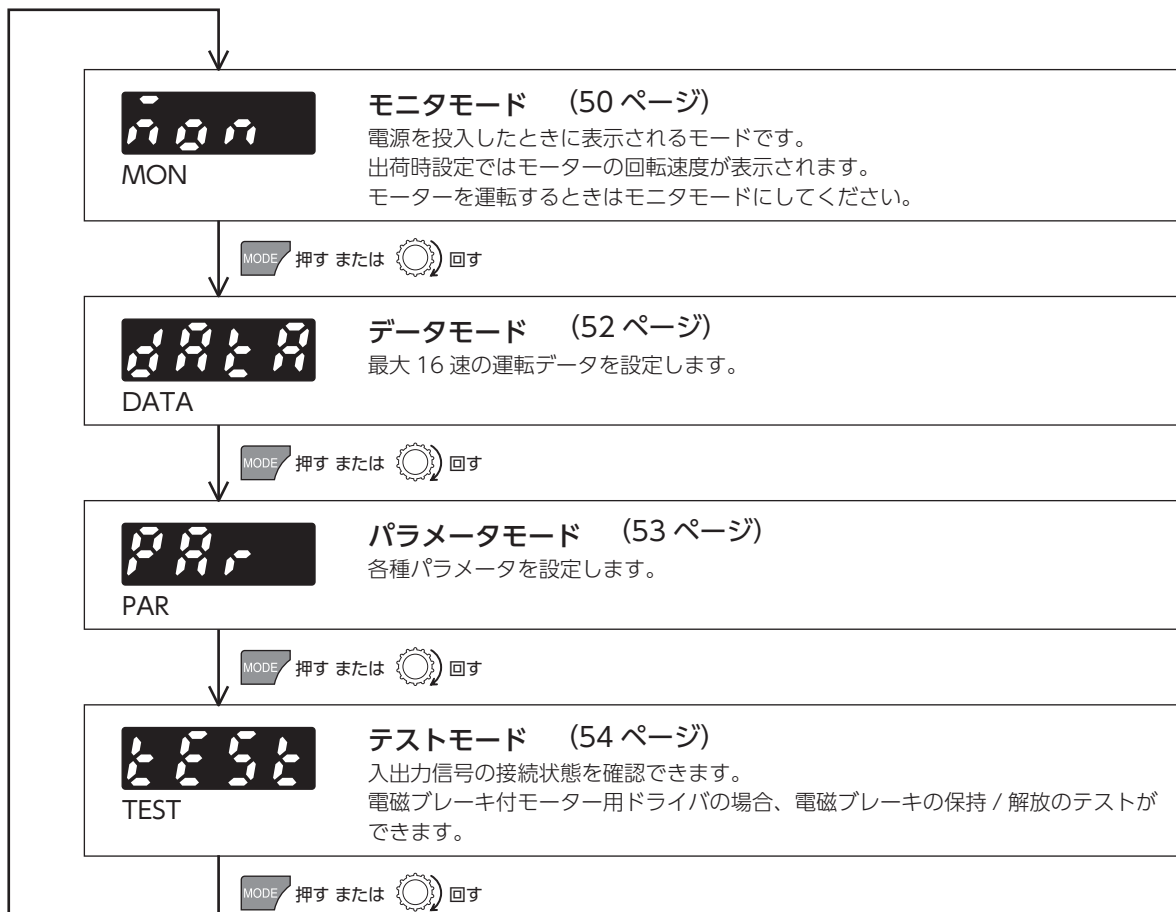 mon
MON
モニタモード （50 ページ）
電源を投入したときに表示されるモードです。
出荷時設定ではモーターの回転速度が表示されます。
モーターを運転するときはモニタモードにしてください。
MODE 押す または 回す
dAtA
DATA
データモード （52 ページ）
最大 16 速の運転データを設定します。
MODE 押す または 回す
PAr
PAR
パラメータモード （53 ページ）
各種パラメータを設定します。
MODE 押す または 回す
tESt
TEST
テストモード （54 ページ）
入出力信号の接続状態を確認できます。
電磁ブレーキ付モーター用ドライバの場合、電磁ブレーキの保持 / 解放のテストが
できます。
MODE 押す または 回す